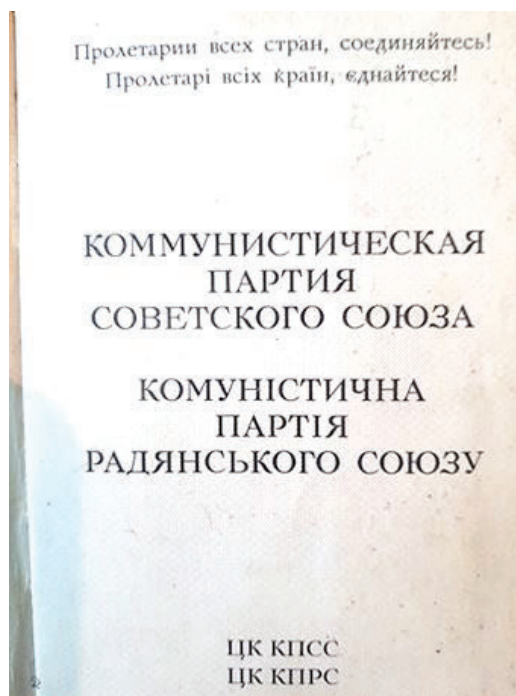 Пролетарии всех стран, соединяйтесь!
Пролетарі всіх країн, єднайтеся!
КОММУНИСТИЧЕСКАЯ
ПАРТИЯ
СОВЕТСКОГО СОЮЗА
КОМУНІСТИЧНА
ПАРТІЯ
РАДЯНСЬКОГО СОЮЗУ
ЦК КПСС
ЦК КПРС